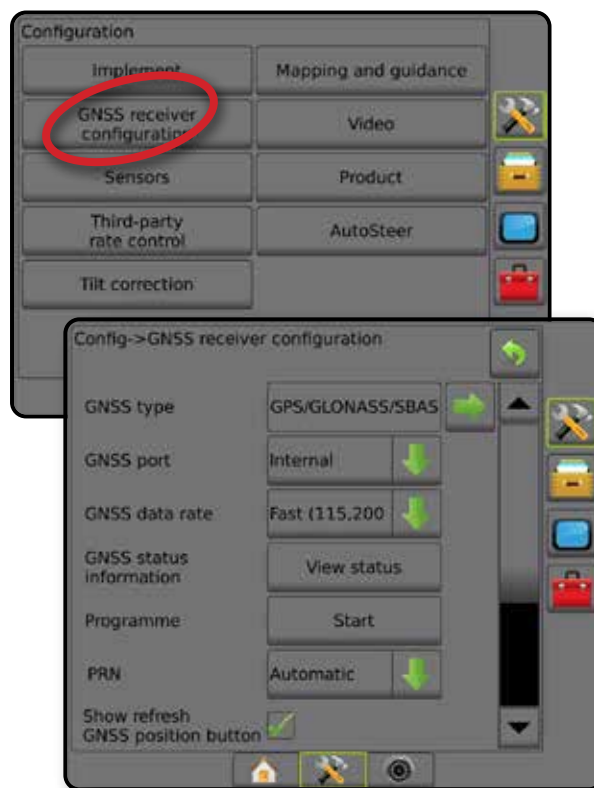 Configuration
Implement
Mapping and guidance
GNSS receiver
configuration
Video
Sensors
Product
Third-party
rate control
AutoSteer
Tilt correction
Config->GNSS receiver configuration
GNSS type
GPS/GLONASS/SBAS
GNSS port
Internal
GNSS data rate
Fast (115,200
GNSS status
information
View status
Programme
Start
PRN
Automatic
Show refresh
GNSS position button